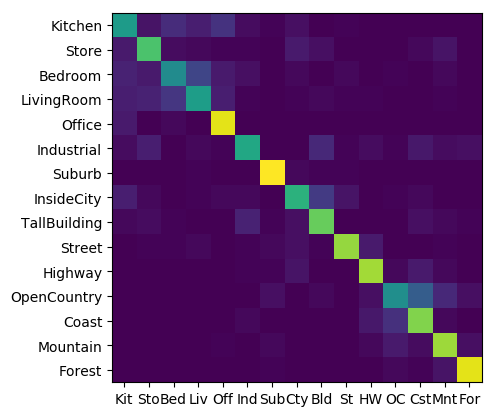 Kitchen
Store
Bedroom
LivingRoom
Office
Industrial
Suburb
InsideCity
TallBuilding
Street
Highway
OpenCountry
Coast
Mountain
Forest
Kit Sto Bed Liv Off Ind Sub Cty Bld St HW OC Cst Mnt For